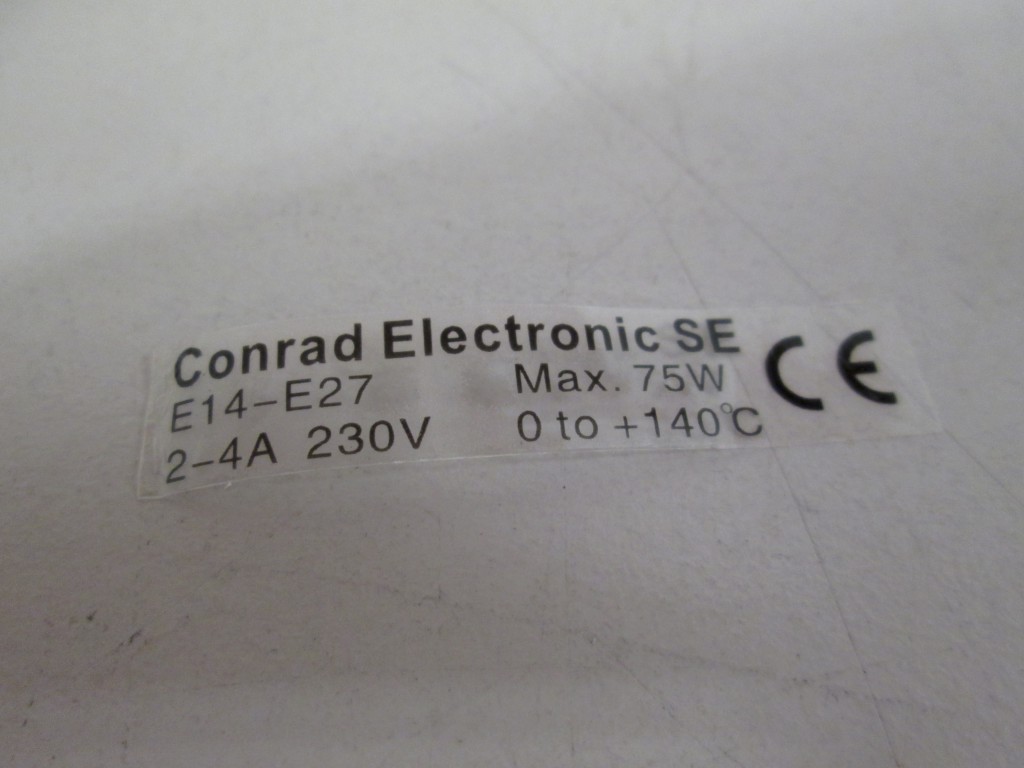 Conrad Electronic SE
E14-E27 Max. 75W
2-4A 230V 0 to +140℃
CE